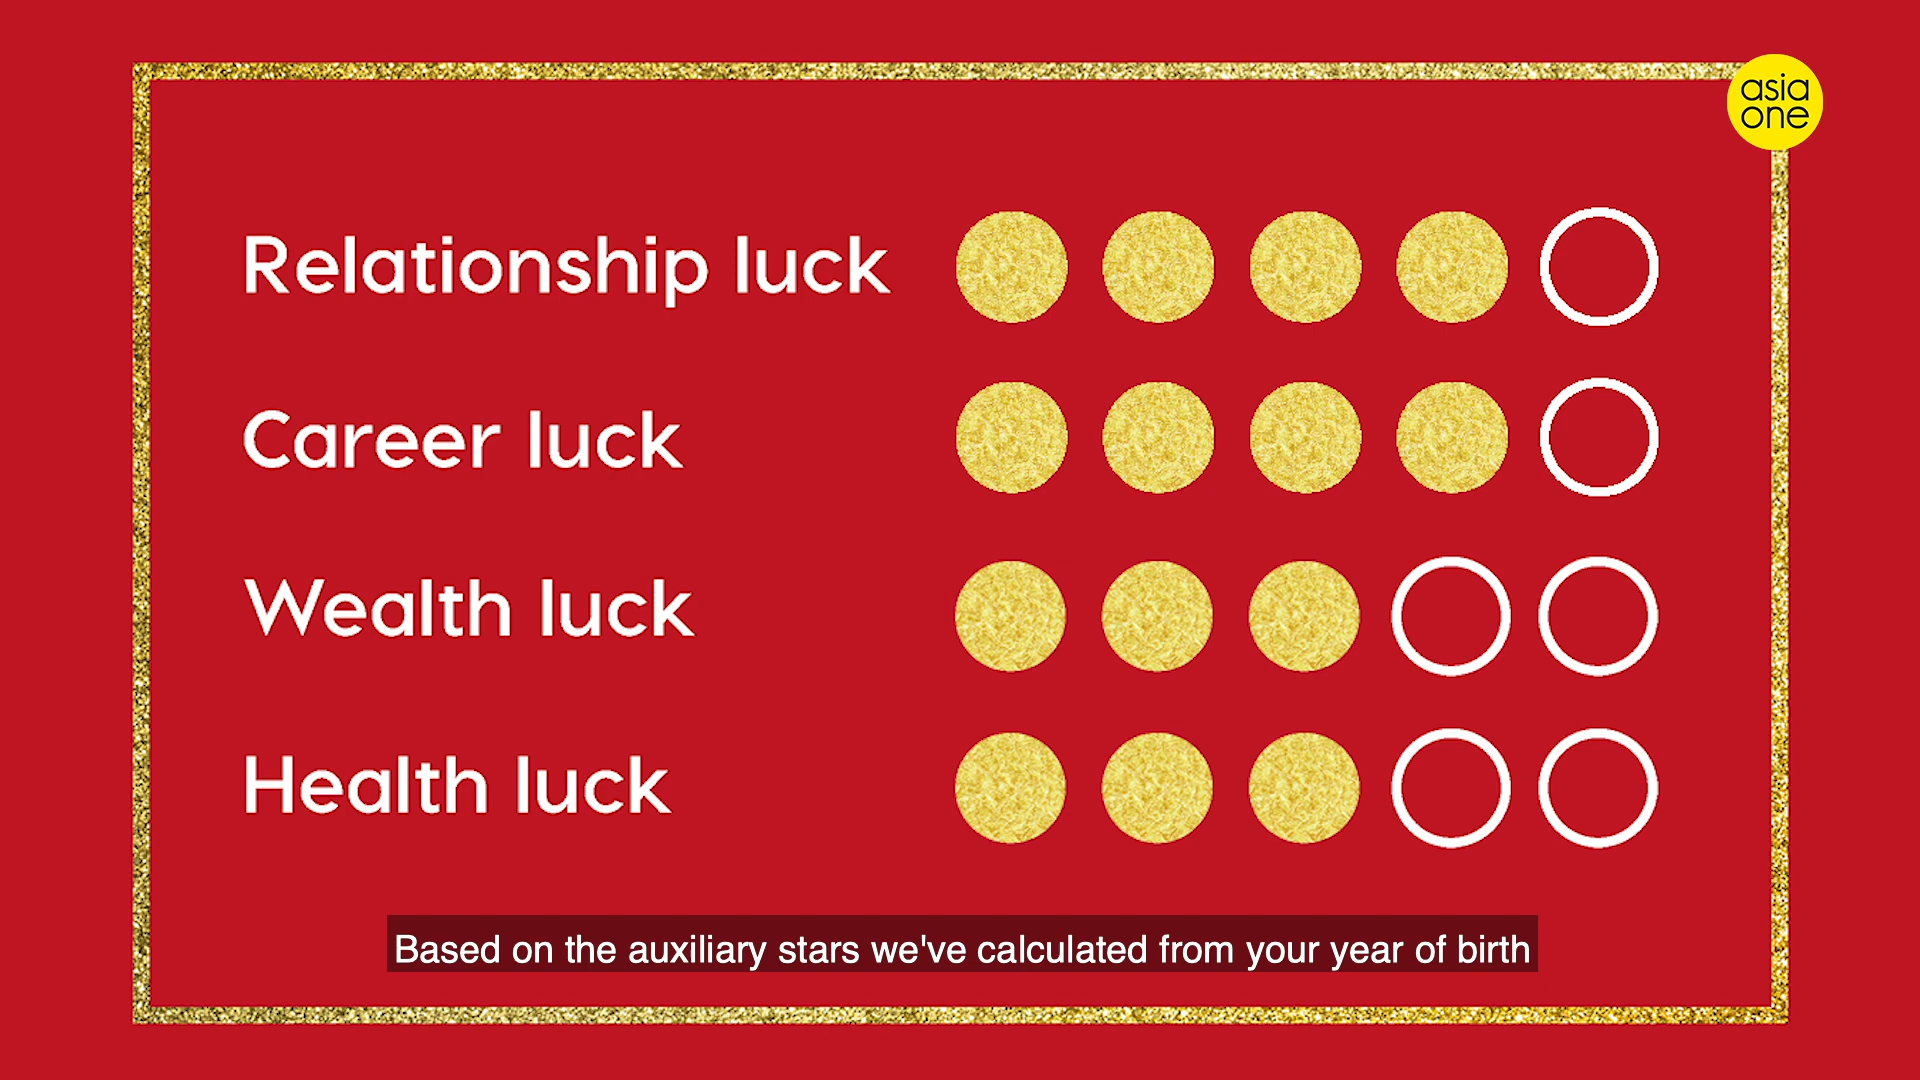 asia
one
Relationship luck
Career luck
Wealth luck
Health luck
Based on the auxiliary stars we've calculated from your year of birth